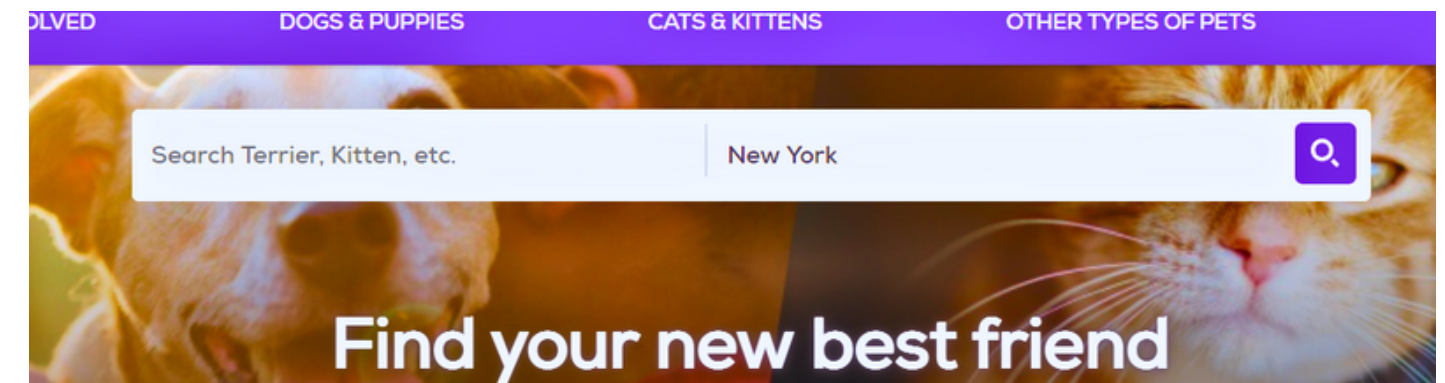 DOGS & PUPPIES CATS & KITTENS OTHER TYPES OF PETS
Search Terrier, Kitten, etc. New York
Find your new best friend